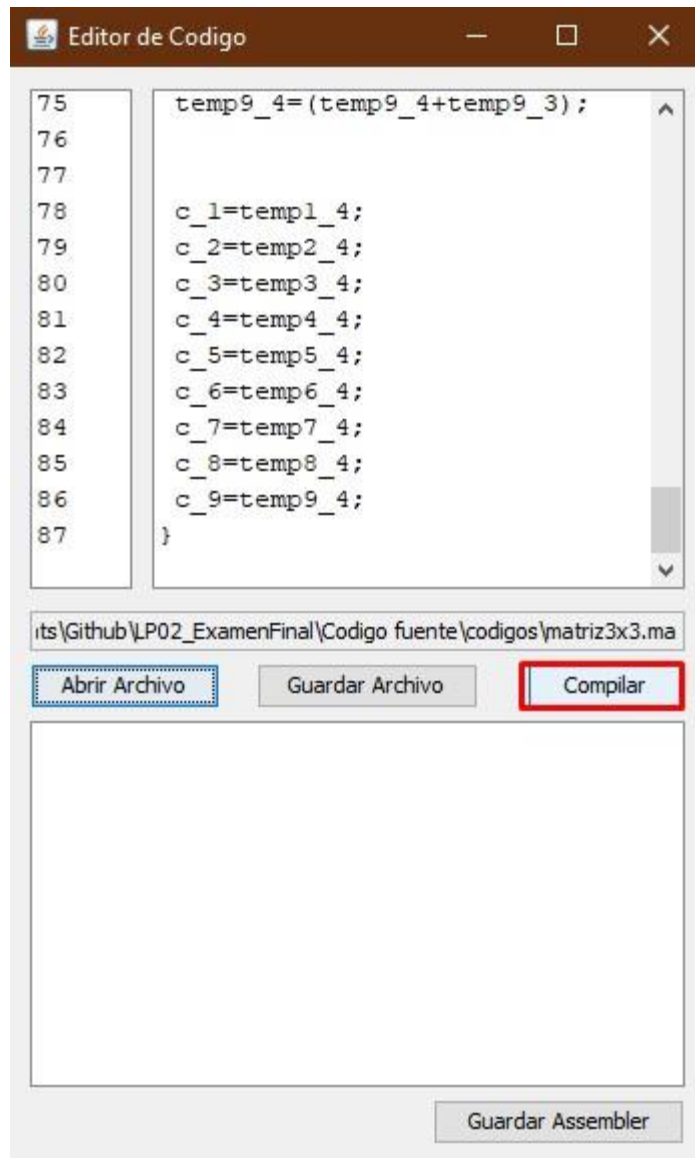 Editor de Codigo
75 temp9_4=(temp9_4+temp9_3);
76
77
78 c_1=temp1_4;
79 c_2=temp2_4;
80 c_3=temp3_4;
81 c_4=temp4_4;
82 c_5=temp5_4;
83 c_6=temp6_4;
84 c_7=temp7_4;
85 c_8=temp8_4;
86 c_9=temp9_4;
87 }
ıts\Github\LP02_ExamenFinal\Codigo fuente\codigos\matriz3x3.ma
Abrir Archivo Guardar Archivo Compilar
Guardar Assembler